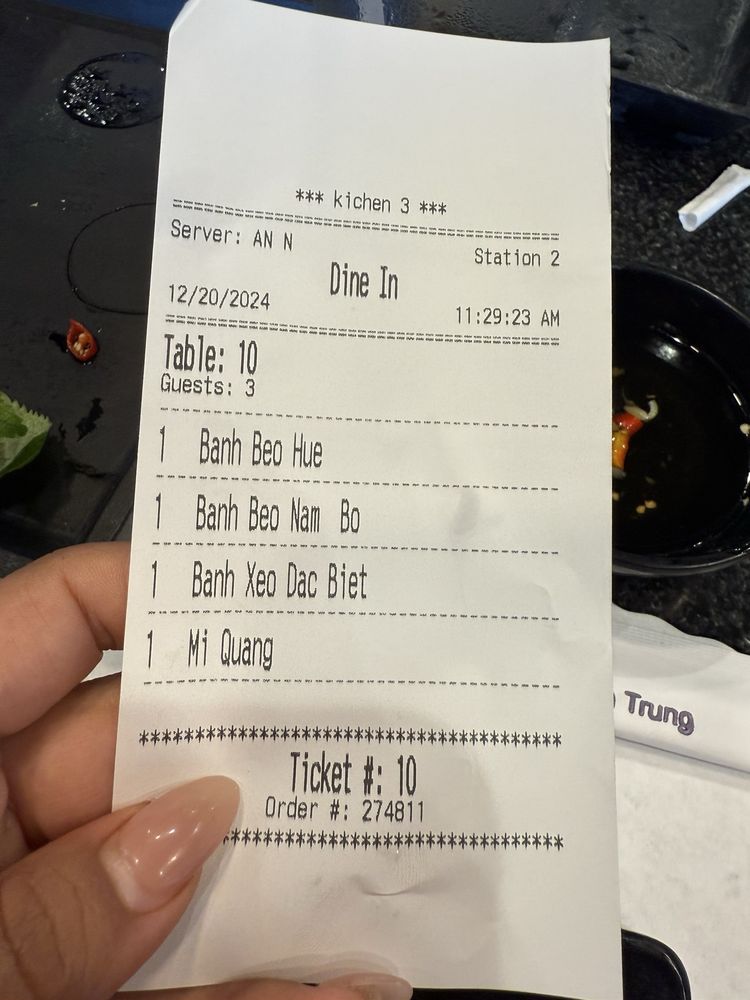 *** kichen 3 ***
Server: AN N
Station 2
Dine In
12/20/2024
11:29:23 AM
Table: 10
Guests: 3
1 Banh Beo Hue
1 Banh Beo Nam Bo
1 Banh Xeo Dac Biet
1 Mi Quang
Ticket #: 10
Order #: 274811
Trung